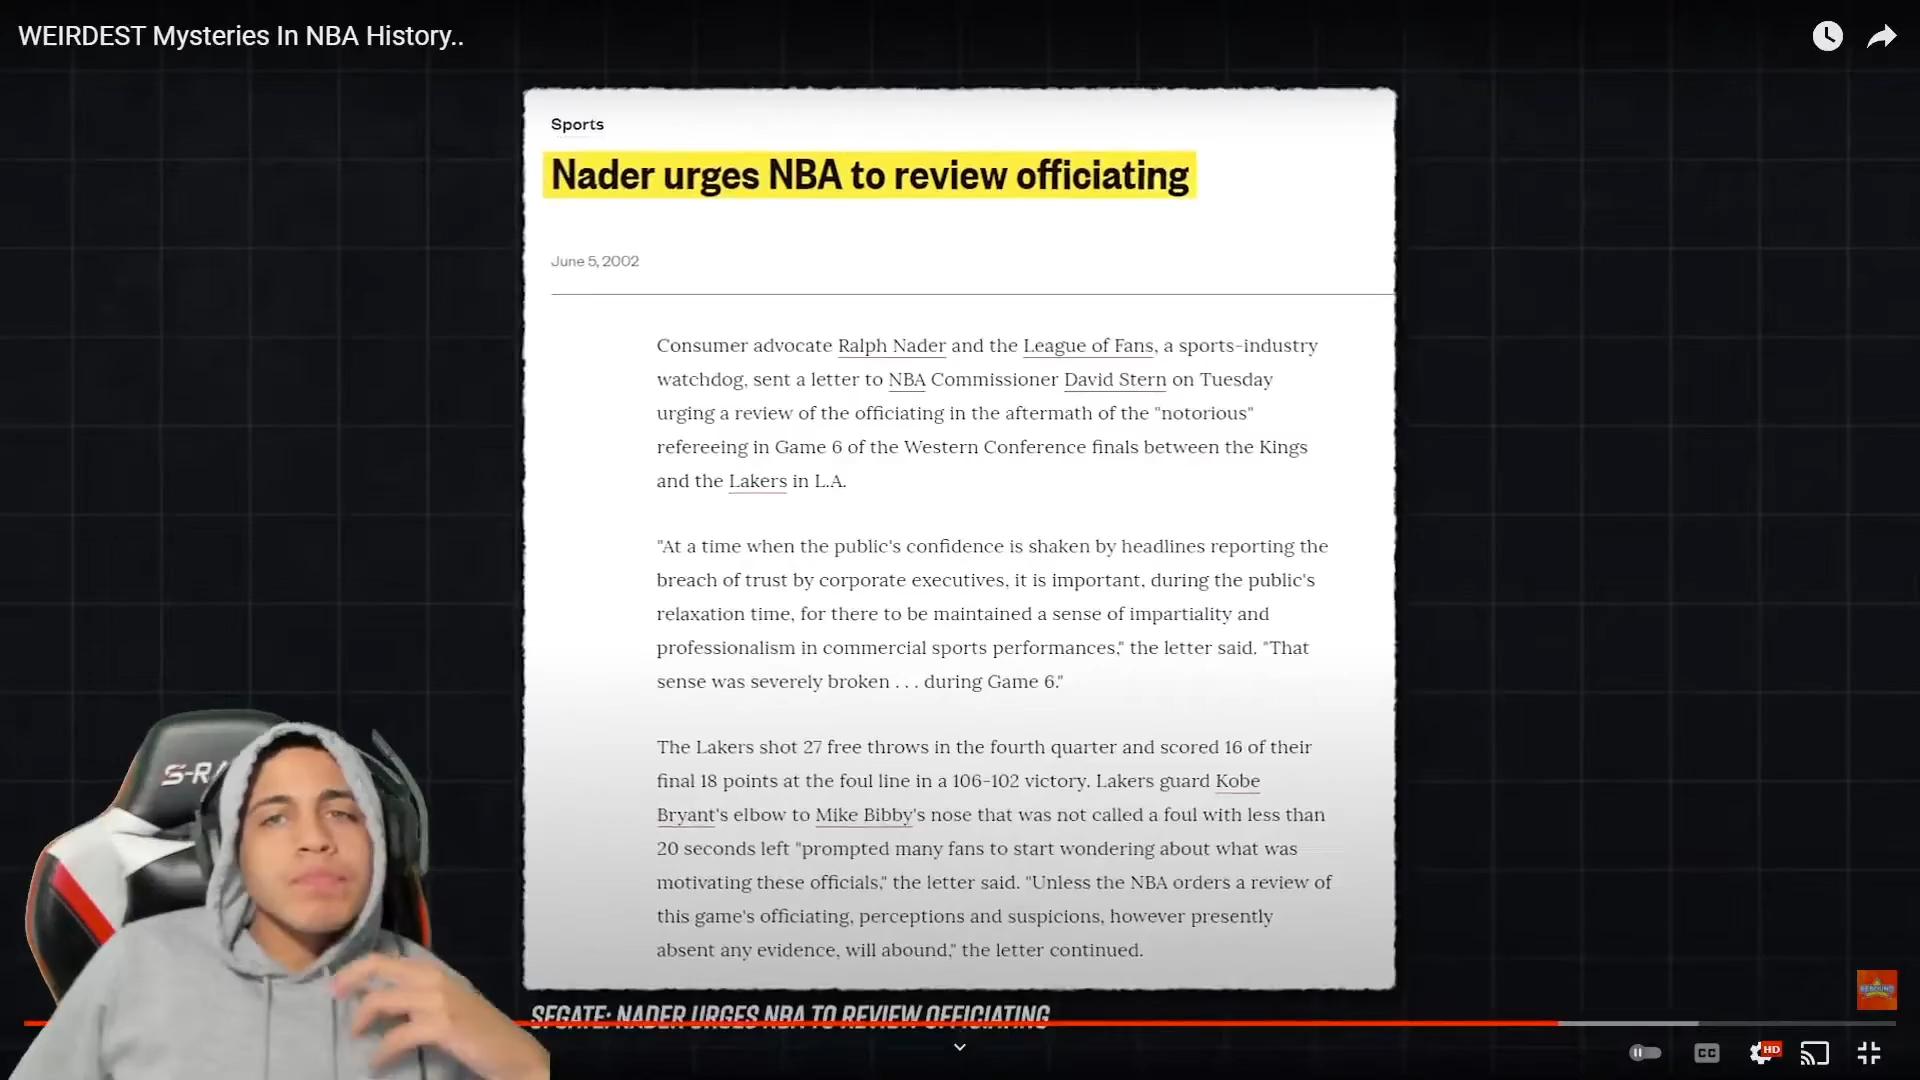 WEIRDEST Mysteries In NBA History..
Sports
Nader urges NBA to review officiating
June 5, 2002
Consumer advocate Ralph Nader and the League of Fans, a sports-industry
watchdog, sent a letter to NBA Commissioner David Stern on Tuesday
urging a review of the officiating in the aftermath of the "notorious"
refereeing in Game 6 of the Western Conference finals between the Kings
and the Lakers in L.A.
"At a time when the public's confidence is shaken by headlines reporting the
breach of trust by corporate executives, it is important, during the public's
relaxation time, for there to be maintained a sense of impartiality and
professionalism in commercial sports performances," the letter said. "That
sense was severely broken . . . during Game 6."
The Lakers shot 27 free throws in the fourth quarter and scored 16 of their
final 18 points at the foul line in a 106-102 victory. Lakers guard Kobe
Bryant's elbow to Mike Bibby's nose that was not called a foul with less than
20 seconds left "prompted many fans to start wondering about what was
motivating these officials," the letter said. "Unless the NBA orders a review of
this game's officiating, perceptions and suspicions, however presently
absent any evidence, will abound," the letter continued.
S-RA
REBOUND
SFGATE: NADER URGES NBA TO REVIEW OFFICIATING
CC
HD